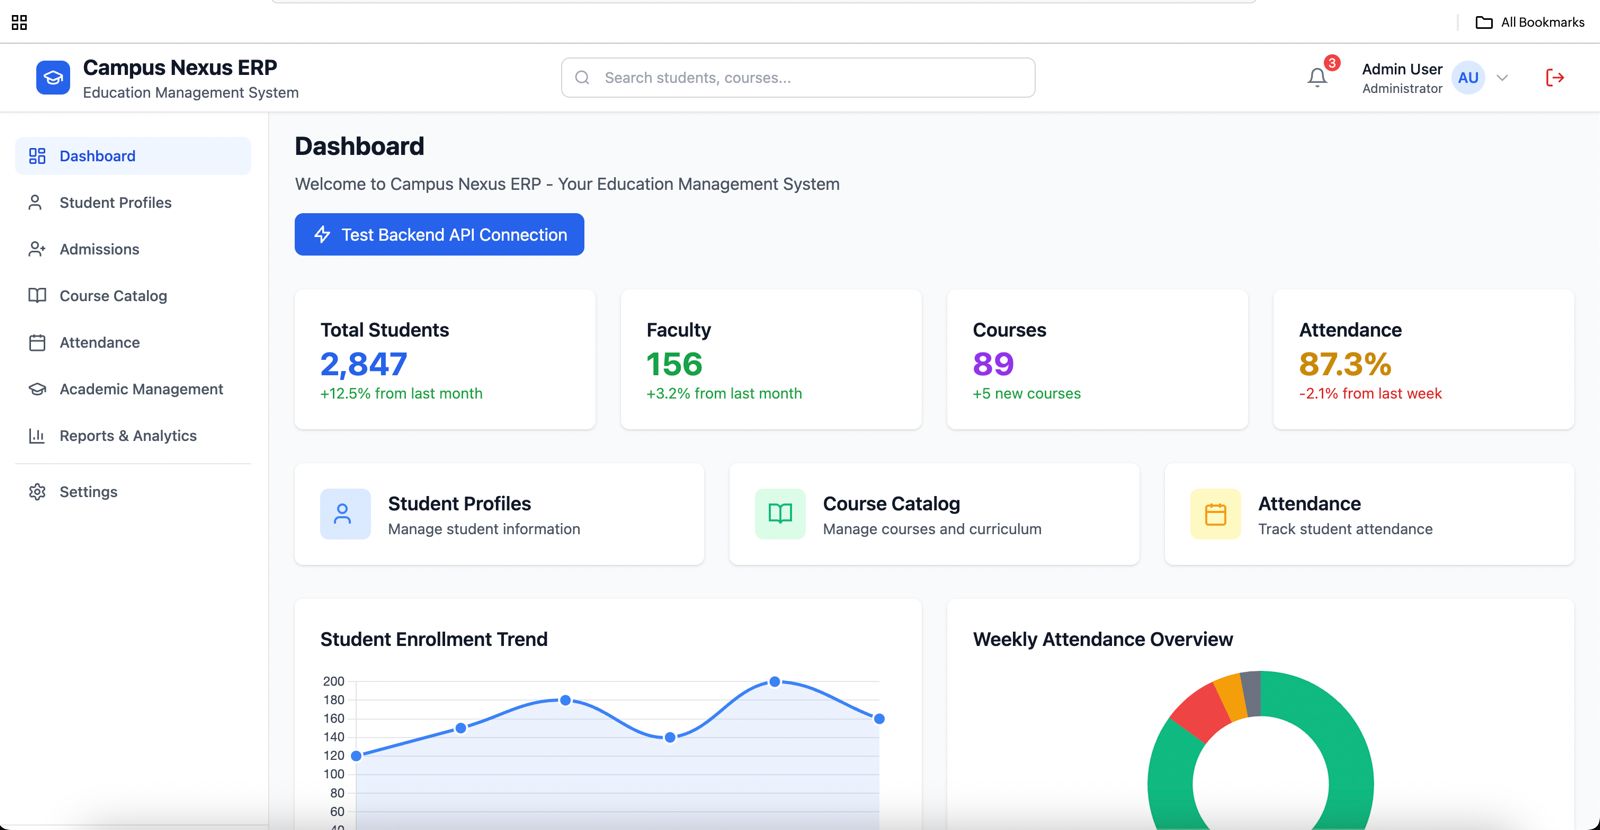 All Bookmarks
Campus Nexus ERP
Education Management System
Search students, courses...
3
Admin User
Administrator
AU
Dashboard
Student Profiles
Admissions
Course Catalog
Attendance
Academic Management
Reports & Analytics
Settings
Dashboard
Welcome to Campus Nexus ERP - Your Education Management System
Test Backend API Connection
Total Students
2,847
+12.5% from last month
Faculty
156
+3.2% from last month
Courses
89
+5 new courses
Attendance
87.3%
-2.1% from last week
Student Profiles
Manage student information
Course Catalog
Manage courses and curriculum
Attendance
Track student attendance
Student Enrollment Trend
200
180
160
140
120
100
80
60
40
Weekly Attendance Overview